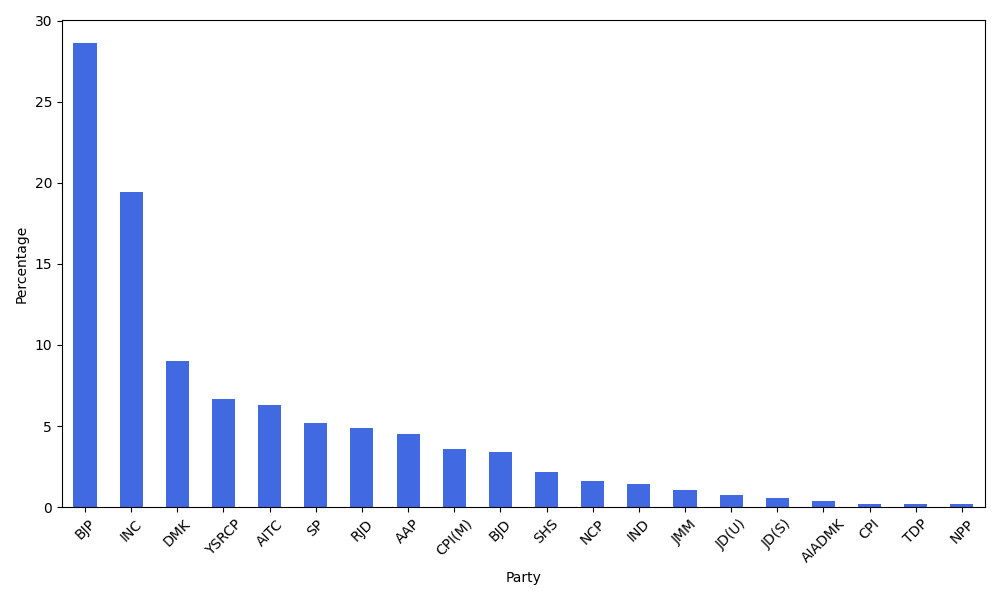 30
25
20
15
10
5
0
Percentage
BJP
INC
DMK
YSRCP
AITC
SP
RJD
AAP
CPI(M)
BJD
SHS
NCP
IND
JMM
JD(U)
JD(S)
AIADMK
CPI
TDP
NPP
Party